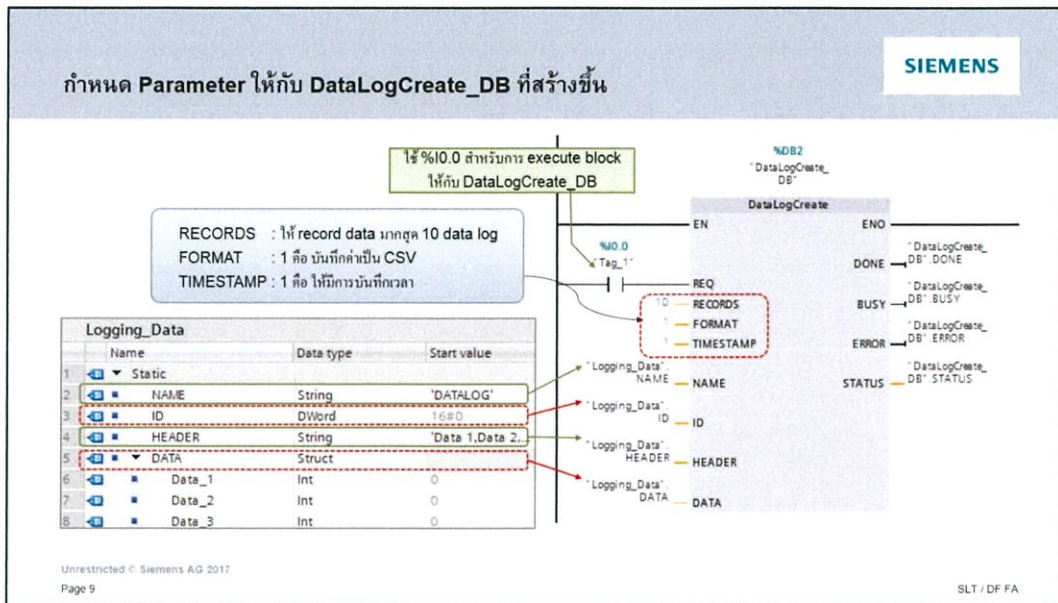 SIEMENS
กำหนด Parameter ให้กับ DataLogCreate_DB ที่สร้างขึ้น
ใช้ %I0.0 สำหรับการ execute block
ให้กับ DataLogCreate_DB
RECORDS : ให้ record data มากสุด 10 data log
FORMAT : 1 คือ บันทึกค่าเป็น CSV
TIMESTAMP : 1 คือ ให้มีการบันทึกเวลา
Logging_Data
Name Data type Start value
1 Static
2 NAME String 'DATALOG'
3 ID DWord 16#0
4 HEADER String 'Data 1,Data 2,..
5 DATA Struct
6 Data_1 Int 0
7 Data_2 Int 0
8 Data_3 Int 0
%DB2
"DataLogCreate_
DB"
DataLogCreate
EN ENO
%I0.0
"Tag_1"
REQ
10 RECORDS
1 FORMAT
1 TIMESTAMP
"Logging_Data".
NAME NAME
"Logging_Data".
ID ID
"Logging_Data".
HEADER HEADER
"Logging_Data".
DATA DATA
DONE "DataLogCreate_
DB".DONE
BUSY "DataLogCreate_
DB".BUSY
ERROR "DataLogCreate_
DB".ERROR
STATUS "DataLogCreate_
DB".STATUS
Unrestricted © Siemens AG 2017
Page 9
SLT / DF FA